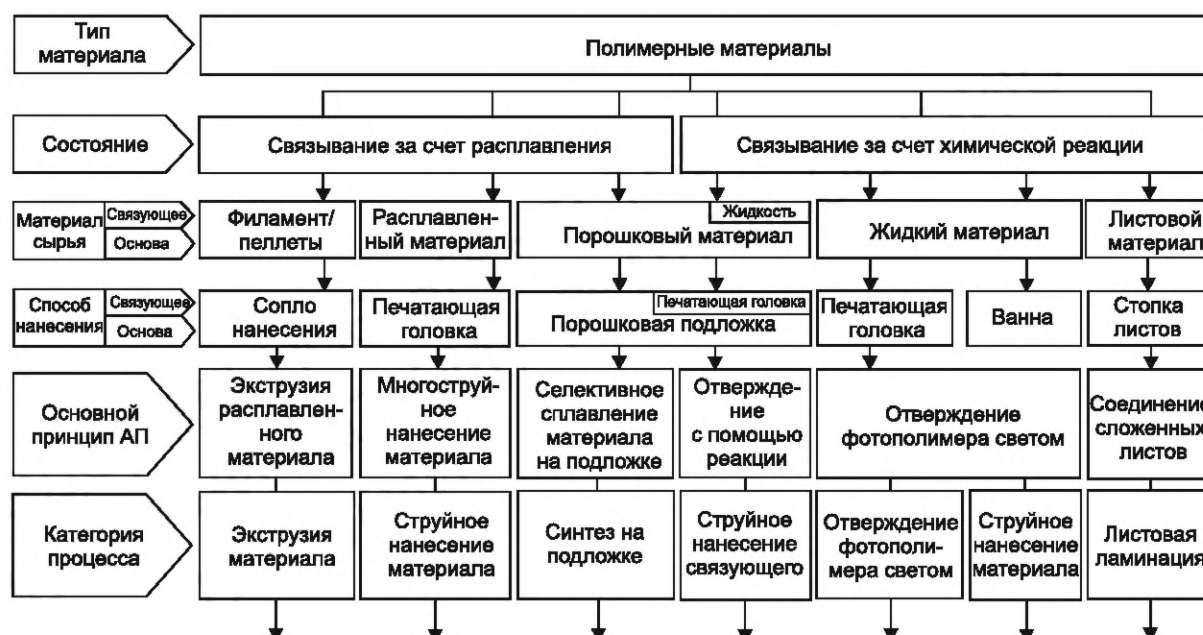 Тип
материала
Полимерные материалы
Состояние
Связывание за счет расплавления
Связывание за счет химической реакции
Материал
сырья
Связующее
Основа
Филамент/
пеллеты
Расплавлен-
ный материал
Жидкость
Порошковый материал
Жидкий материал
Листовой
материал
Способ
нанесения
Связующее
Основа
Сопло
нанесения
Печатающая
головка
Печатающая головка
Порошковая подложка
Печатающая
головка
Ванна
Стопка
листов
Основной
принцип АП
Экструзия
расплавлен-
ного
материала
Многоструй-
ное
нанесение
материала
Селективное
сплавление
материала
на подложке
Отвержде-
ние
с помощью
реакции
Отверждение
фотополимера светом
Соединение
сложенных
листов
Категория
процесса
Экструзия
материала
Струйное
нанесение
материала
Синтез на
подложке
Струйное
нанесение
связующего
Отверждение
фотополи-
мера светом
Струйное
нанесение
материала
Листовая
ламинация